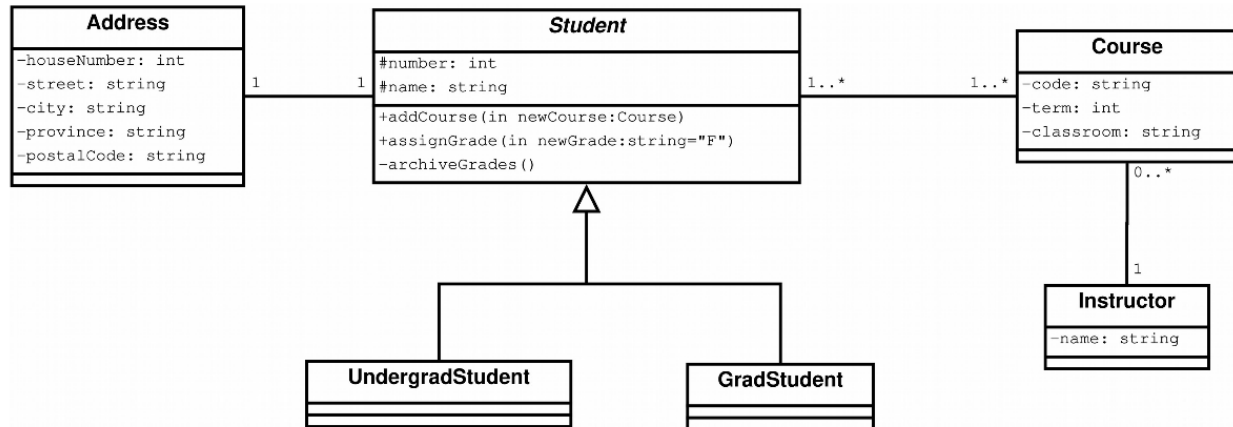 Address
-houseNumber: int
-street: string
-city: string
-province: string
-postalCode: string
1
1
Student
#number: int
#name: string
+addCourse(in newCourse:Course)
+assignGrade(in newGrade:string="F")
-archiveGrades()
1..*
1..*
Course
-code: string
-term: int
-classroom: string
0..*
1
Instructor
-name: string
UndergradStudent
GradStudent